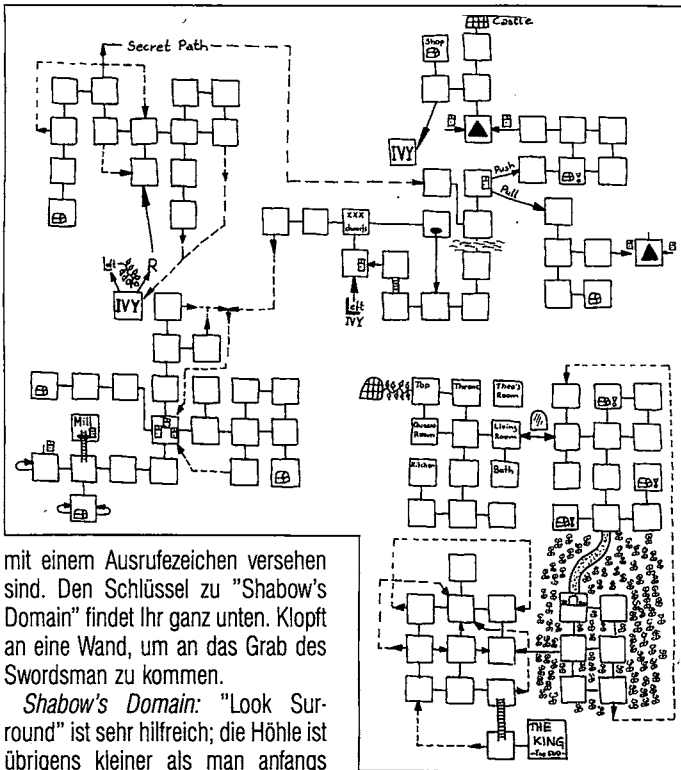 Castle
Shop
Secret Path
IVY
Push
Pull
XXX
dwarfs
Left
R
IVY
Left
IVY
Mill
Top
Throne
Thea's
Room
Queens
Room
Living
Room
Kitchen
Bath
THE
KING
-The END-
mit einem Ausrufezeichen versehen
sind. Den Schlüssel zu "Shabow's
Domain" findet Ihr ganz unten. Klopft
an eine Wand, um an das Grab des
Swordsman zu kommen.
Shabow's Domain: "Look Sur-
round" ist sehr hilfreich; die Höhle ist
übrigens kleiner als man anfangs